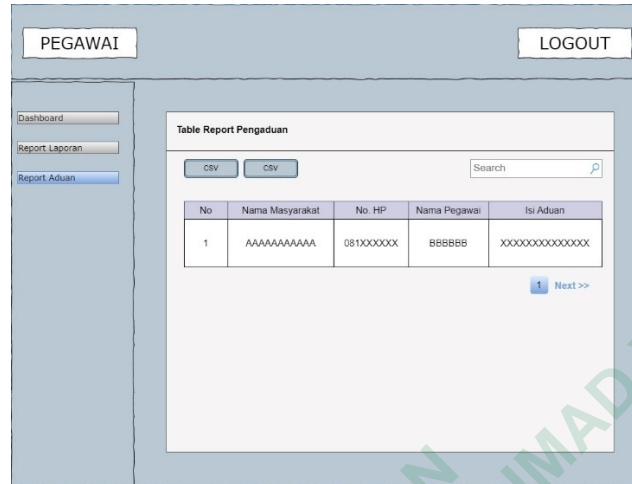 PEGAWAI
LOGOUT
Dashboard
Report Laporan
Report Aduan
Table Report Pengaduan
CSV CSV Search
No Nama Masyarakat No. HP Nama Pegawai Isi Aduan
1 AAAAAAAAAAA 081XXXXXX BBBBBB XXXXXXXXXXXXXX
1 Next >>